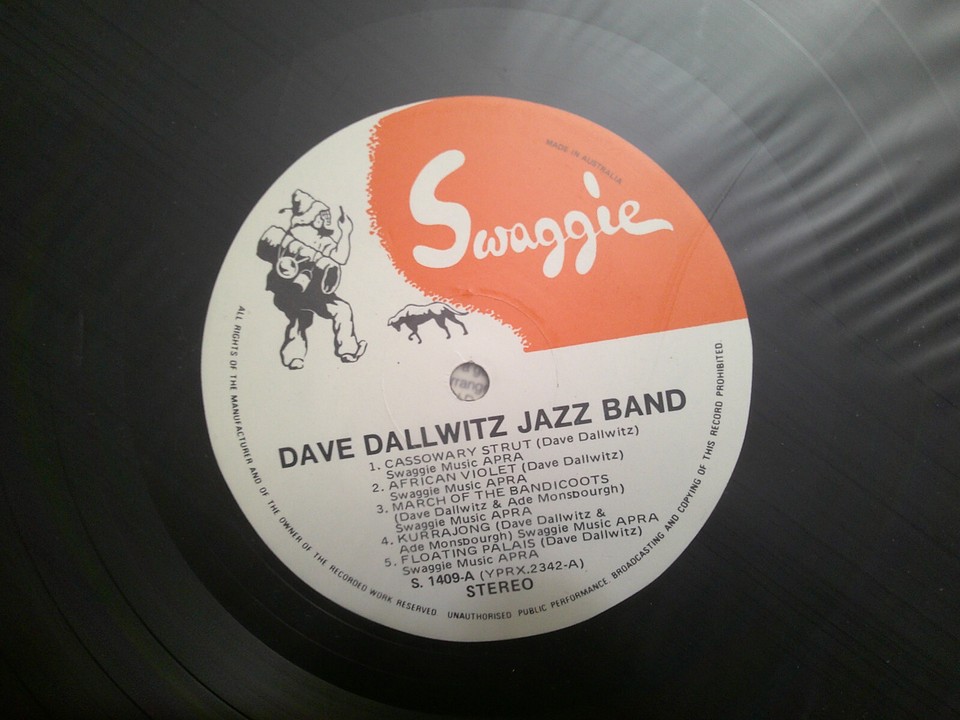 MADE IN AUSTRALIA
Swaggie
rrang
DAVE DALLWITZ JAZZ BAND
1. CASSOWARY STRUT (Dave Dallwitz)
Swaggie Music APRA
2. AFRICAN VIOLET (Dave Dallwitz)
Swaggie Music APRA
3. MARCH OF THE BANDICOOTS
(Dave Dallwitz & Ade Monsbourgh)
Swaggie Music APRA
4. KURRAJONG (Dave Dallwitz &
Ade Monsbourgh) Swaggie Music APRA
5. FLOATING PALAIS (Dave Dallwitz)
Swaggie Music APRA
S. 1409-A (YPRX.2342-A)
STEREO
ALL RIGHTS OF THE MANUFACTURER AND OF THE OWNER OF THE RECORDED WORK RESERVED UNAUTHORISED PUBLIC PERFORMANCE, BROADCASTING AND COPYING OF THIS RECORD PROHIBITED.